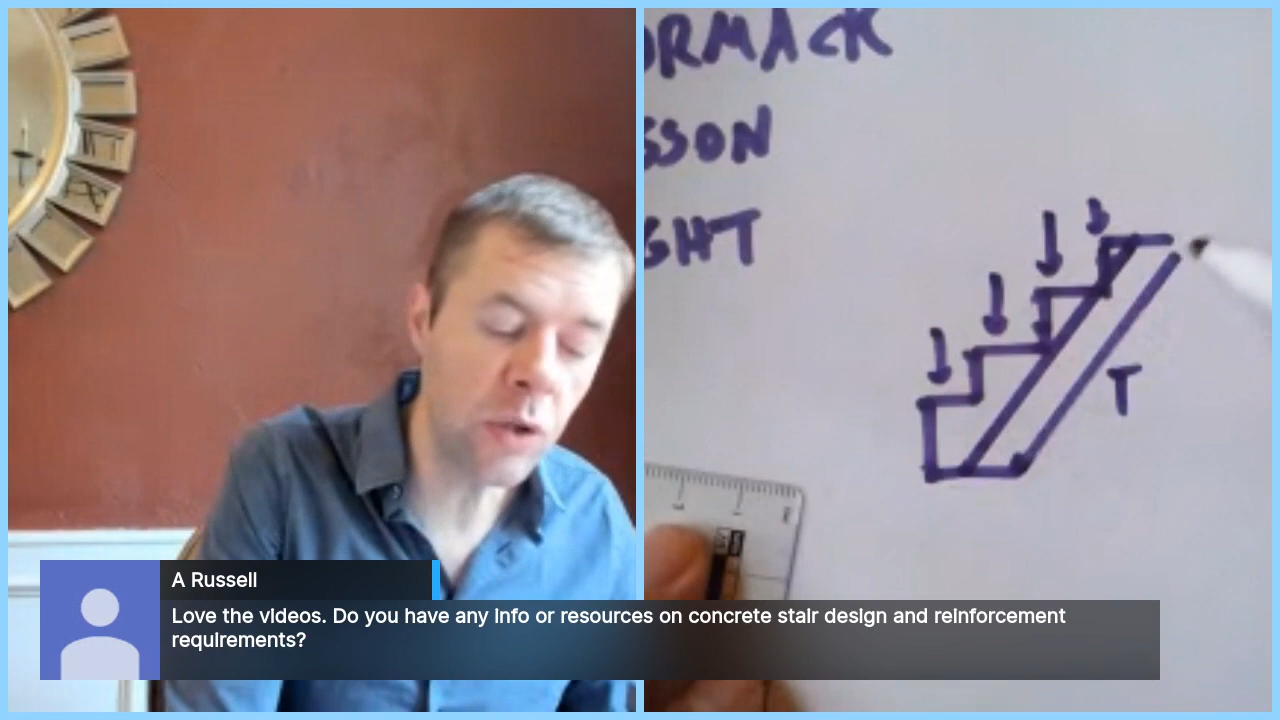 ORMACK
SSON
GHT
T
A Russell
Love the videos. Do you have any info or resources on concrete stair design and reinforcement
requirements?